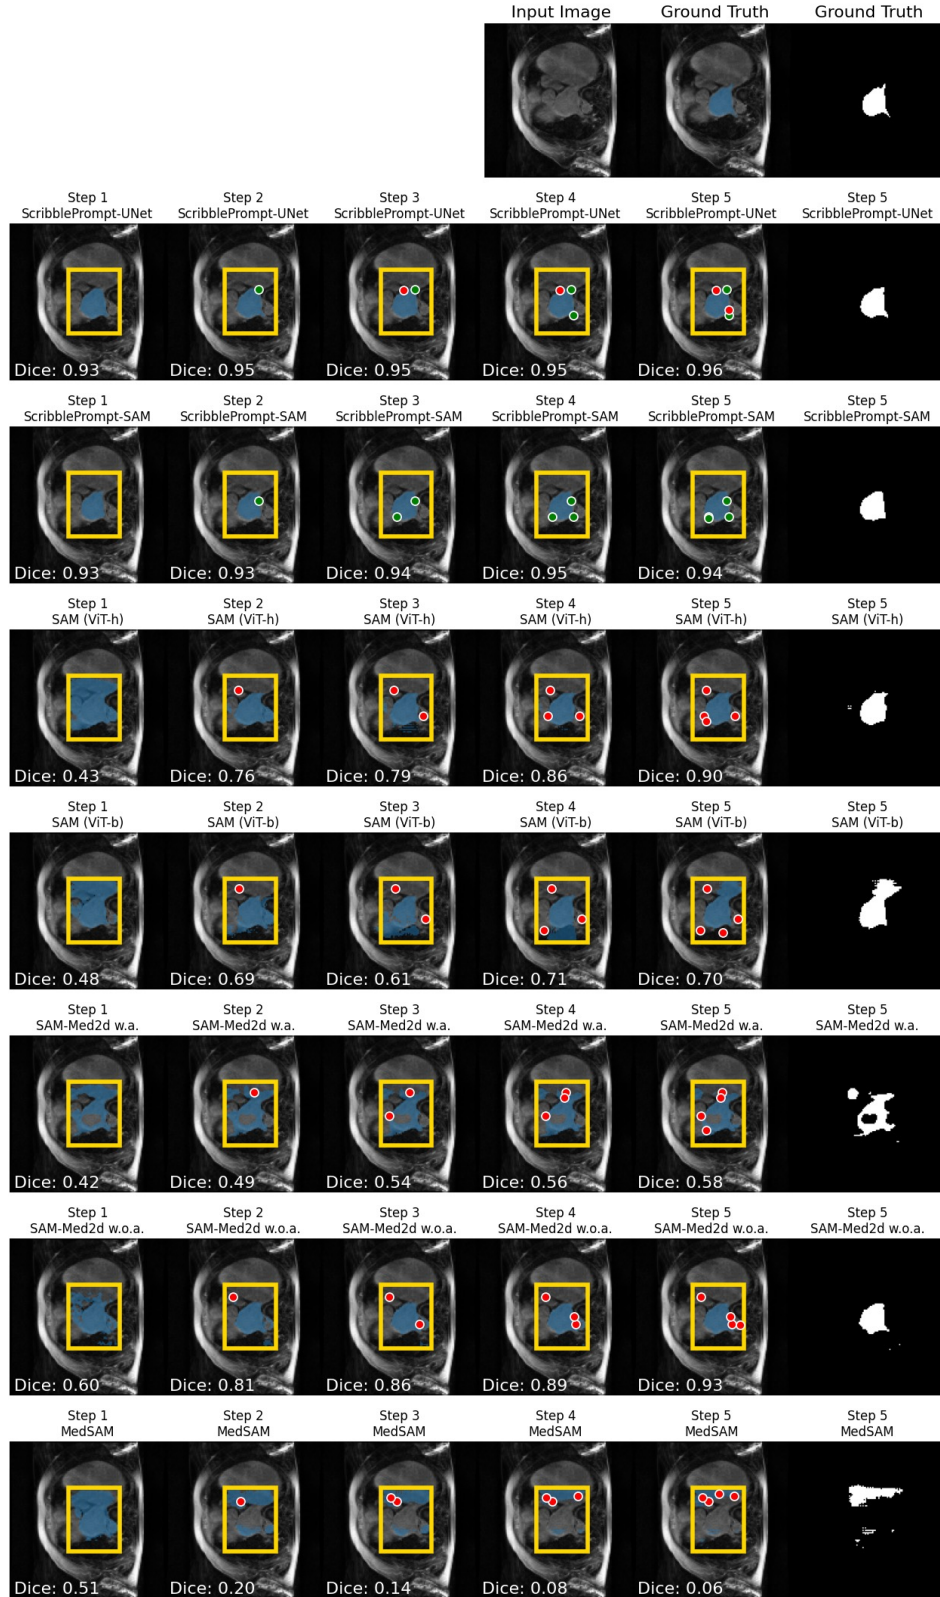 Input Image Ground Truth Ground Truth
Step 1 Step 2 Step 3 Step 4 Step 5 Step 5
ScribblePrompt-UNet ScribblePrompt-UNet ScribblePrompt-UNet ScribblePrompt-UNet ScribblePrompt-UNet ScribblePrompt-UNet
Dice: 0.93 Dice: 0.95 Dice: 0.95 Dice: 0.95 Dice: 0.96
Step 1 Step 2 Step 3 Step 4 Step 5 Step 5
ScribblePrompt-SAM ScribblePrompt-SAM ScribblePrompt-SAM ScribblePrompt-SAM ScribblePrompt-SAM ScribblePrompt-SAM
Dice: 0.93 Dice: 0.93 Dice: 0.94 Dice: 0.95 Dice: 0.94
Step 1 Step 2 Step 3 Step 4 Step 5 Step 5
SAM (ViT-h) SAM (ViT-h) SAM (ViT-h) SAM (ViT-h) SAM (ViT-h) SAM (ViT-h)
Dice: 0.43 Dice: 0.76 Dice: 0.79 Dice: 0.86 Dice: 0.90
Step 1 Step 2 Step 3 Step 4 Step 5 Step 5
SAM (ViT-b) SAM (ViT-b) SAM (ViT-b) SAM (ViT-b) SAM (ViT-b) SAM (ViT-b)
Dice: 0.48 Dice: 0.69 Dice: 0.61 Dice: 0.71 Dice: 0.70
Step 1 Step 2 Step 3 Step 4 Step 5 Step 5
SAM-Med2d w.a. SAM-Med2d w.a. SAM-Med2d w.a. SAM-Med2d w.a. SAM-Med2d w.a. SAM-Med2d w.a.
Dice: 0.42 Dice: 0.49 Dice: 0.54 Dice: 0.56 Dice: 0.58
Step 1 Step 2 Step 3 Step 4 Step 5 Step 5
SAM-Med2d w.o.a. SAM-Med2d w.o.a. SAM-Med2d w.o.a. SAM-Med2d w.o.a. SAM-Med2d w.o.a. SAM-Med2d w.o.a.
Dice: 0.60 Dice: 0.81 Dice: 0.86 Dice: 0.89 Dice: 0.93
Step 1 Step 2 Step 3 Step 4 Step 5 Step 5
MedSAM MedSAM MedSAM MedSAM MedSAM MedSAM
Dice: 0.51 Dice: 0.20 Dice: 0.14 Dice: 0.08 Dice: 0.06